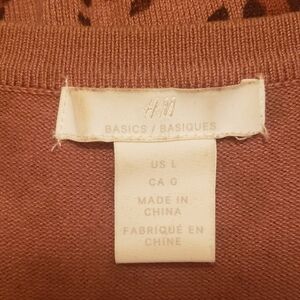 H&M
BASICS / BASIQUES
US L
CA G
MADE IN
CHINA
FABRIQUÉ EN
CHINE